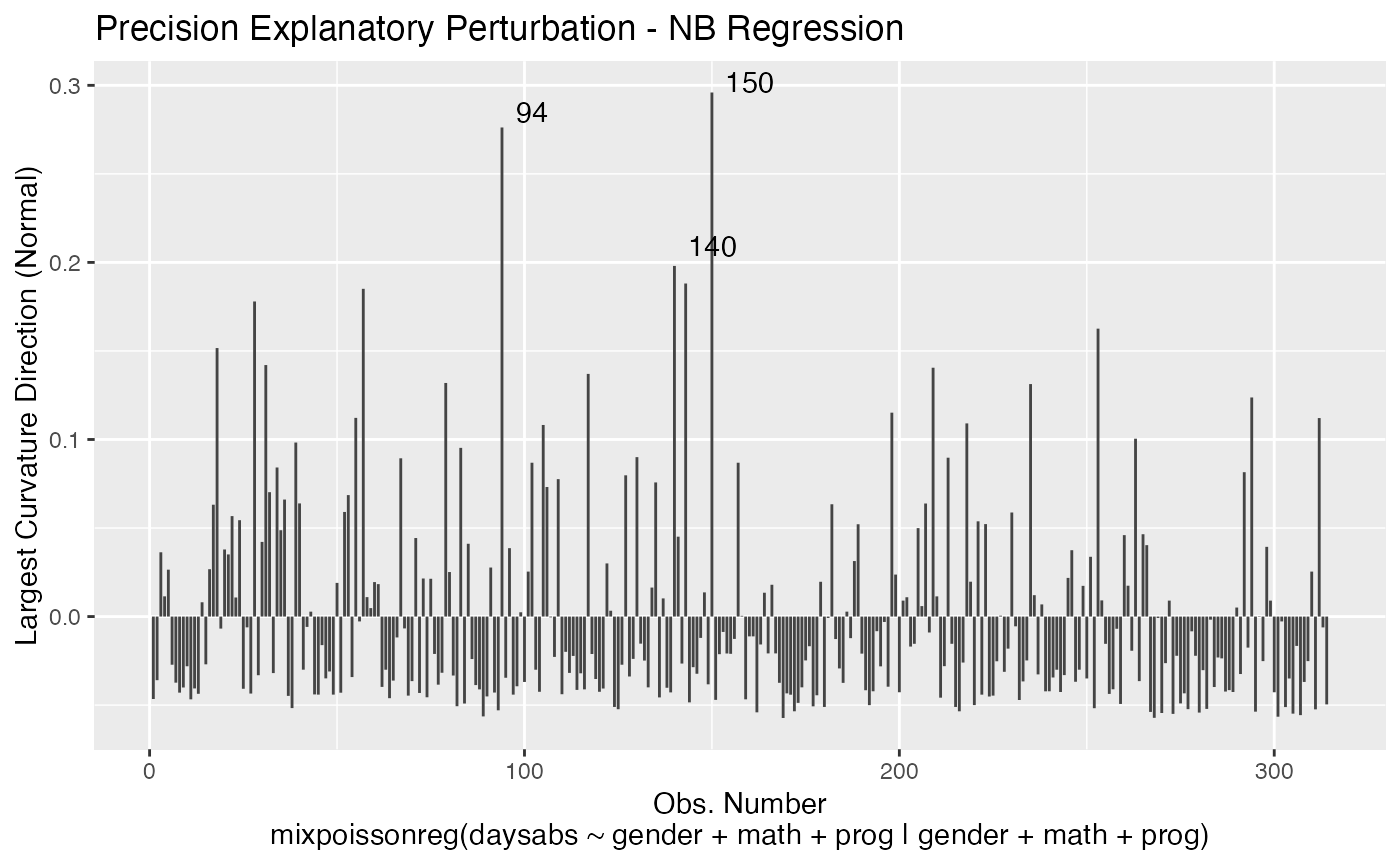 Precision Explanatory Perturbation - NB Regression
Largest Curvature Direction (Normal)
0.3
0.2
0.1
0.0
150
94
140
0 100 200 300
Obs. Number
mixpoissonreg(daysabs ~ gender + math + prog | gender + math + prog)